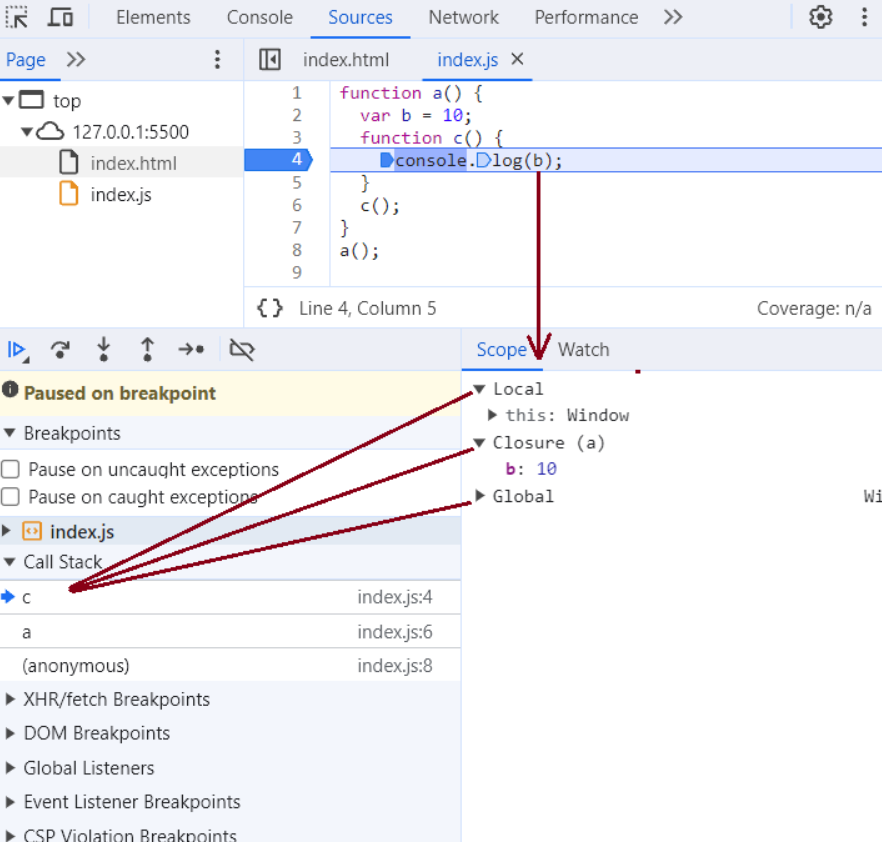 Elements Console Sources Network Performance
Page
index.html index.js
top
127.0.0.1:5500
index.html
index.js
1 function a() {
2 var b = 10;
3 function c() {
4 console.log(b);
5 }
6 c();
7 }
8 a();
9
{} Line 4, Column 5 Coverage: n/a
Paused on breakpoint
Breakpoints
Pause on uncaught exceptions
Pause on caught exceptions
index.js
Call Stack
c index.js:4
a index.js:6
(anonymous) index.js:8
XHR/fetch Breakpoints
DOM Breakpoints
Global Listeners
Event Listener Breakpoints
CSP Violation Breakpoints
Scope Watch
Local
this: Window
Closure (a)
b: 10
Global Wi